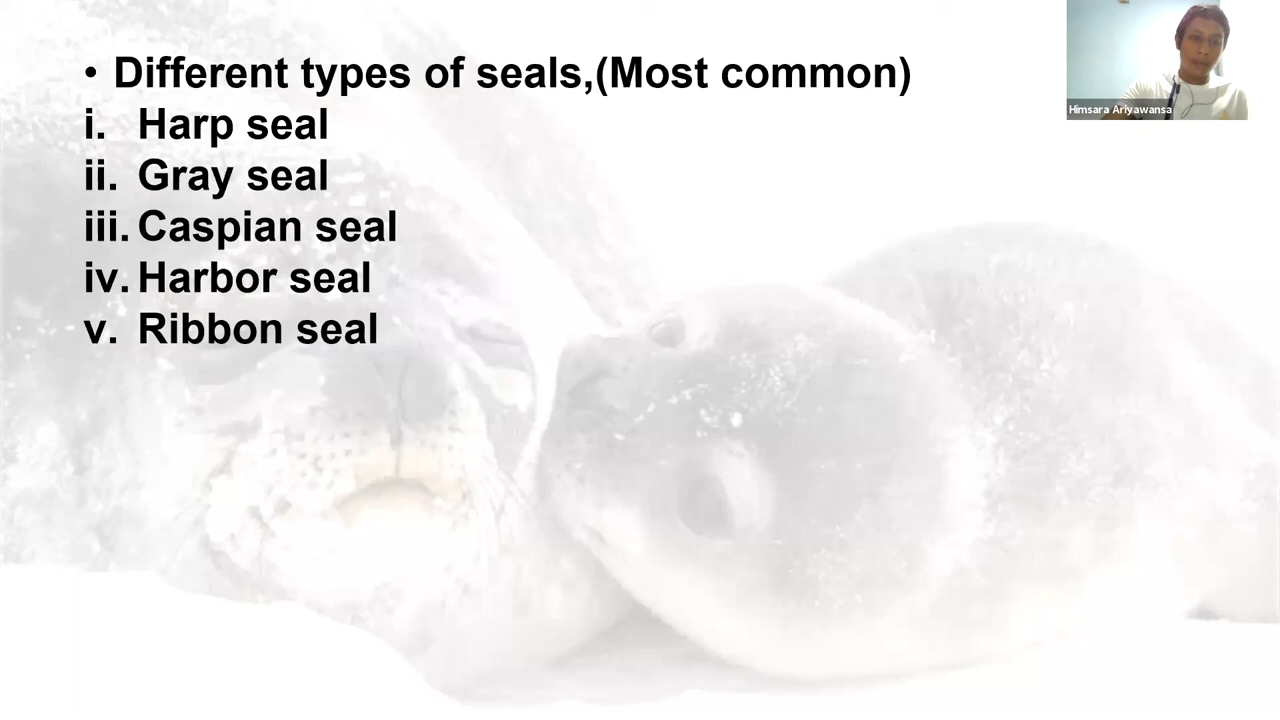 • Different types of seals,(Most common)
i. Harp seal
ii. Gray seal
iii. Caspian seal
iv. Harbor seal
v. Ribbon seal
Himsara Ariyawansa